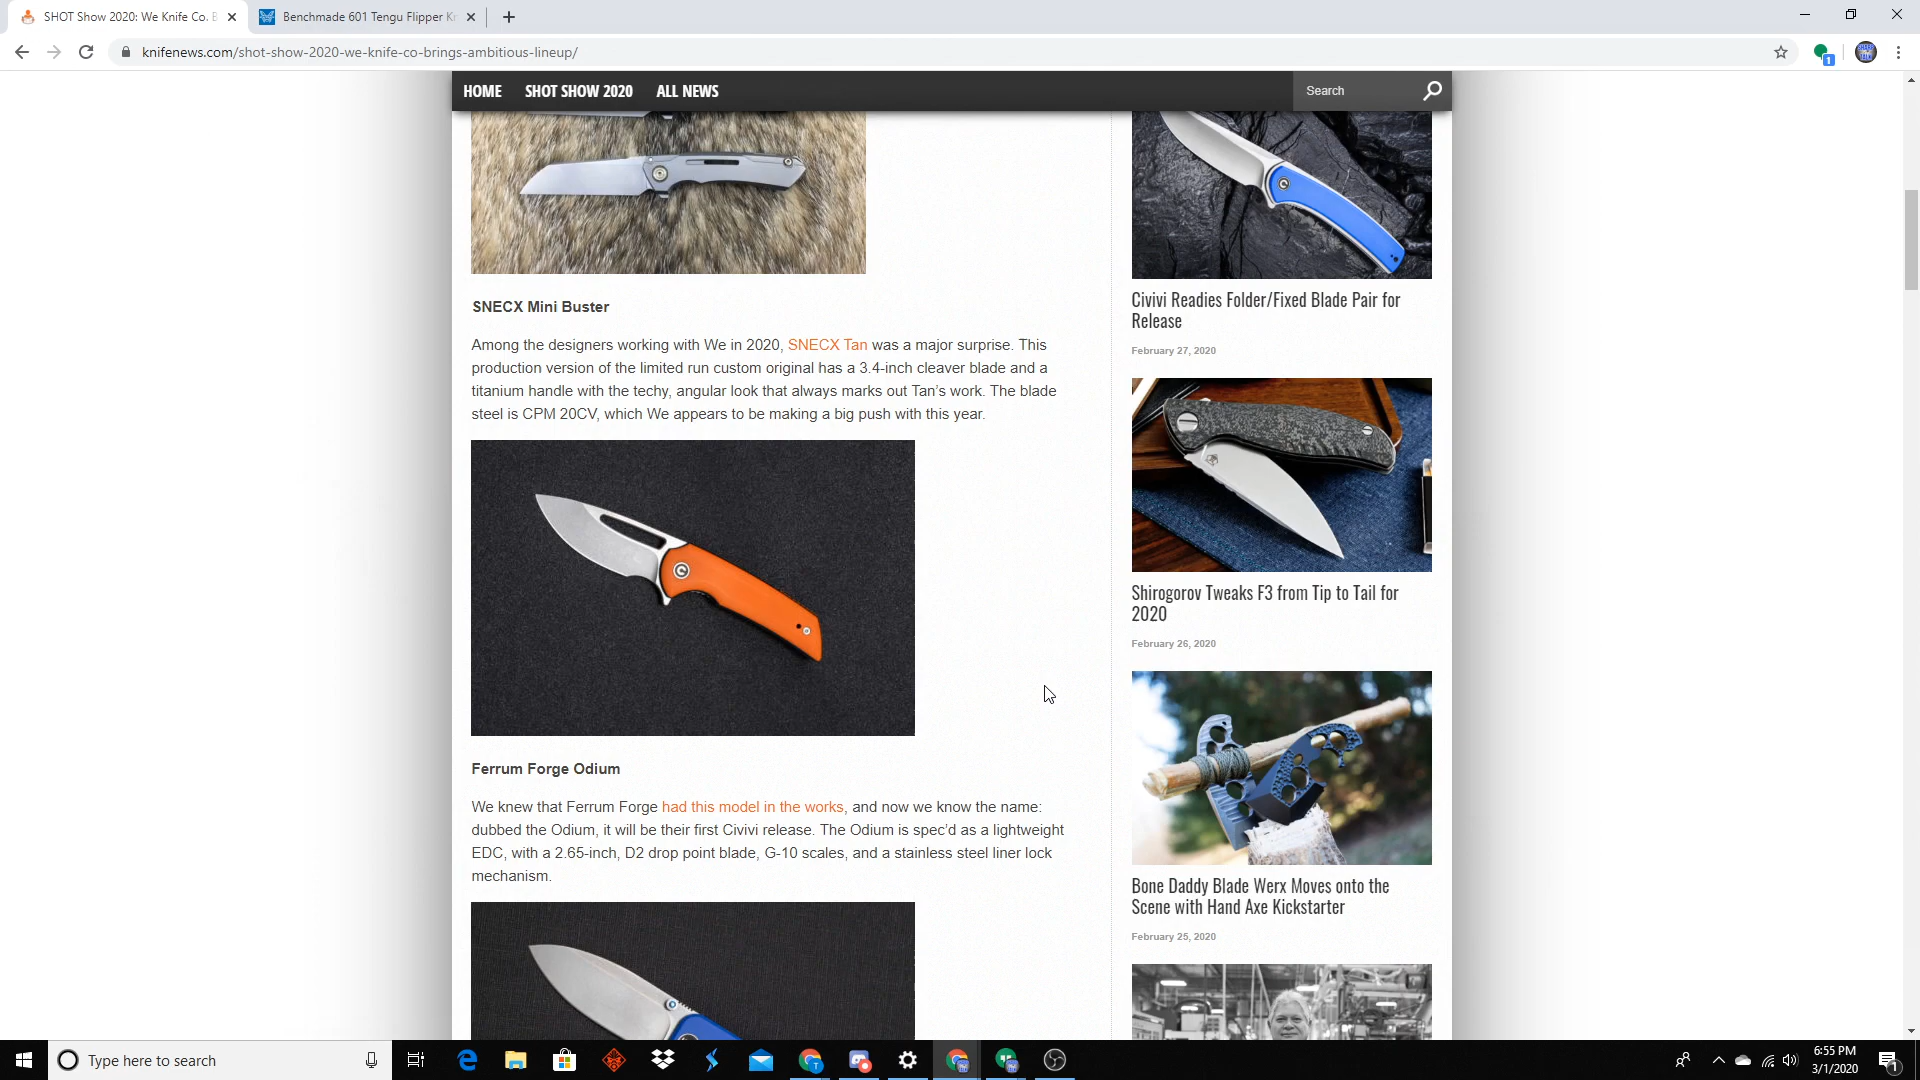 SHOT Show 2020: We Knife Co. B
Benchmade 601 Tengu Flipper Kn
knifenews.com/shot-show-2020-we-knife-co-brings-ambitious-lineup/
1
HOME
SHOT SHOW 2020
ALL NEWS
Search
SNECX Mini Buster
Among the designers working with We in 2020, SNECX Tan was a major surprise. This
production version of the limited run custom original has a 3.4-inch cleaver blade and a
titanium handle with the techy, angular look that always marks out Tan's work. The blade
steel is CPM 20CV, which We appears to be making a big push with this year.
Ferrum Forge Odium
We knew that Ferrum Forge had this model in the works, and now we know the name:
dubbed the Odium, it will be their first Civivi release. The Odium is spec'd as a lightweight
EDC, with a 2.65-inch, D2 drop point blade, G-10 scales, and a stainless steel liner lock
mechanism.
Civivi Readies Folder/Fixed Blade Pair for
Release
February 27, 2020
Shirogorov Tweaks F3 from Tip to Tail for
2020
February 26, 2020
Bone Daddy Blade Werx Moves onto the
Scene with Hand Axe Kickstarter
February 25, 2020
Type here to search
6:55 PM
3/1/2020
1